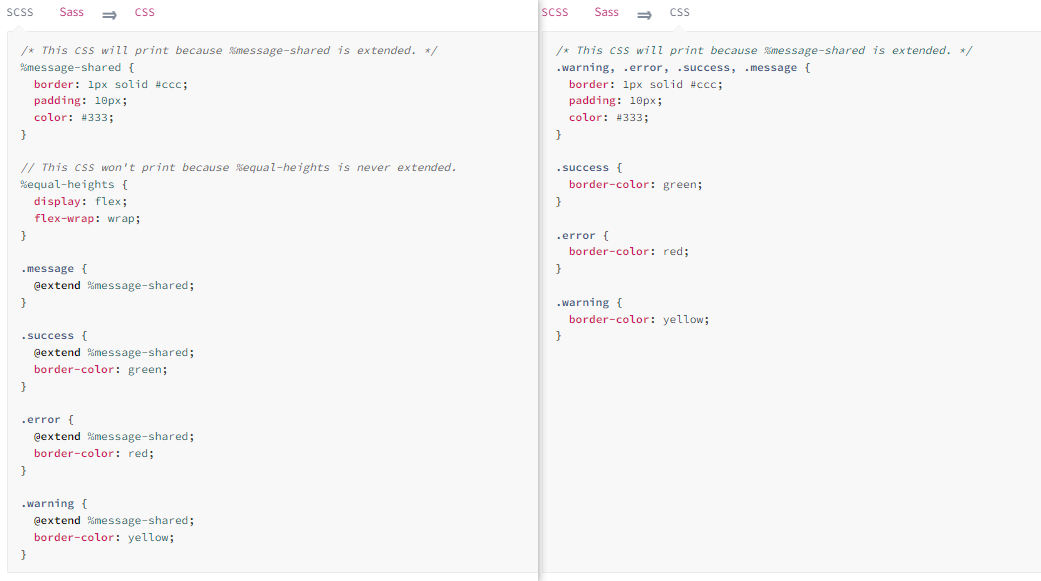 SCSS Sass ⇒ CSS
/* This CSS will print because %message-shared is extended. */
%message-shared {
  border: 1px solid #ccc;
  padding: 10px;
  color: #333;
}

// This CSS won't print because %equal-heights is never extended.
%equal-heights {
  display: flex;
  flex-wrap: wrap;
}

.message {
  @extend %message-shared;
}

.success {
  @extend %message-shared;
  border-color: green;
}

.error {
  @extend %message-shared;
  border-color: red;
}

.warning {
  @extend %message-shared;
  border-color: yellow;
}
SCSS Sass ⇒ CSS
/* This CSS will print because %message-shared is extended. */
.warning, .error, .success, .message {
  border: 1px solid #ccc;
  padding: 10px;
  color: #333;
}

.success {
  border-color: green;
}

.error {
  border-color: red;
}

.warning {
  border-color: yellow;
}